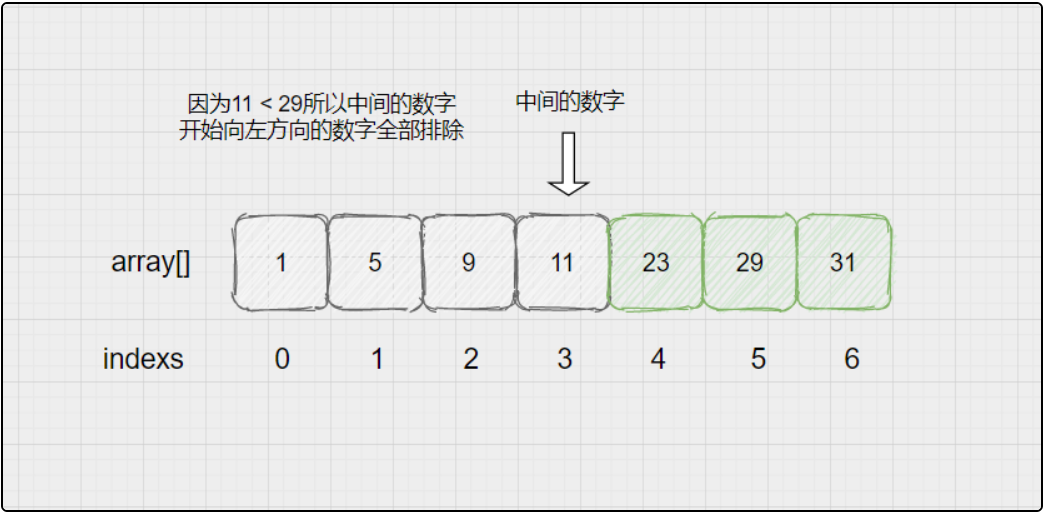 因为11 < 29所以中间的数字
开始向左方向的数字全部排除
中间的数字
array[] 1 5 9 11 23 29 31
indexs 0 1 2 3 4 5 6